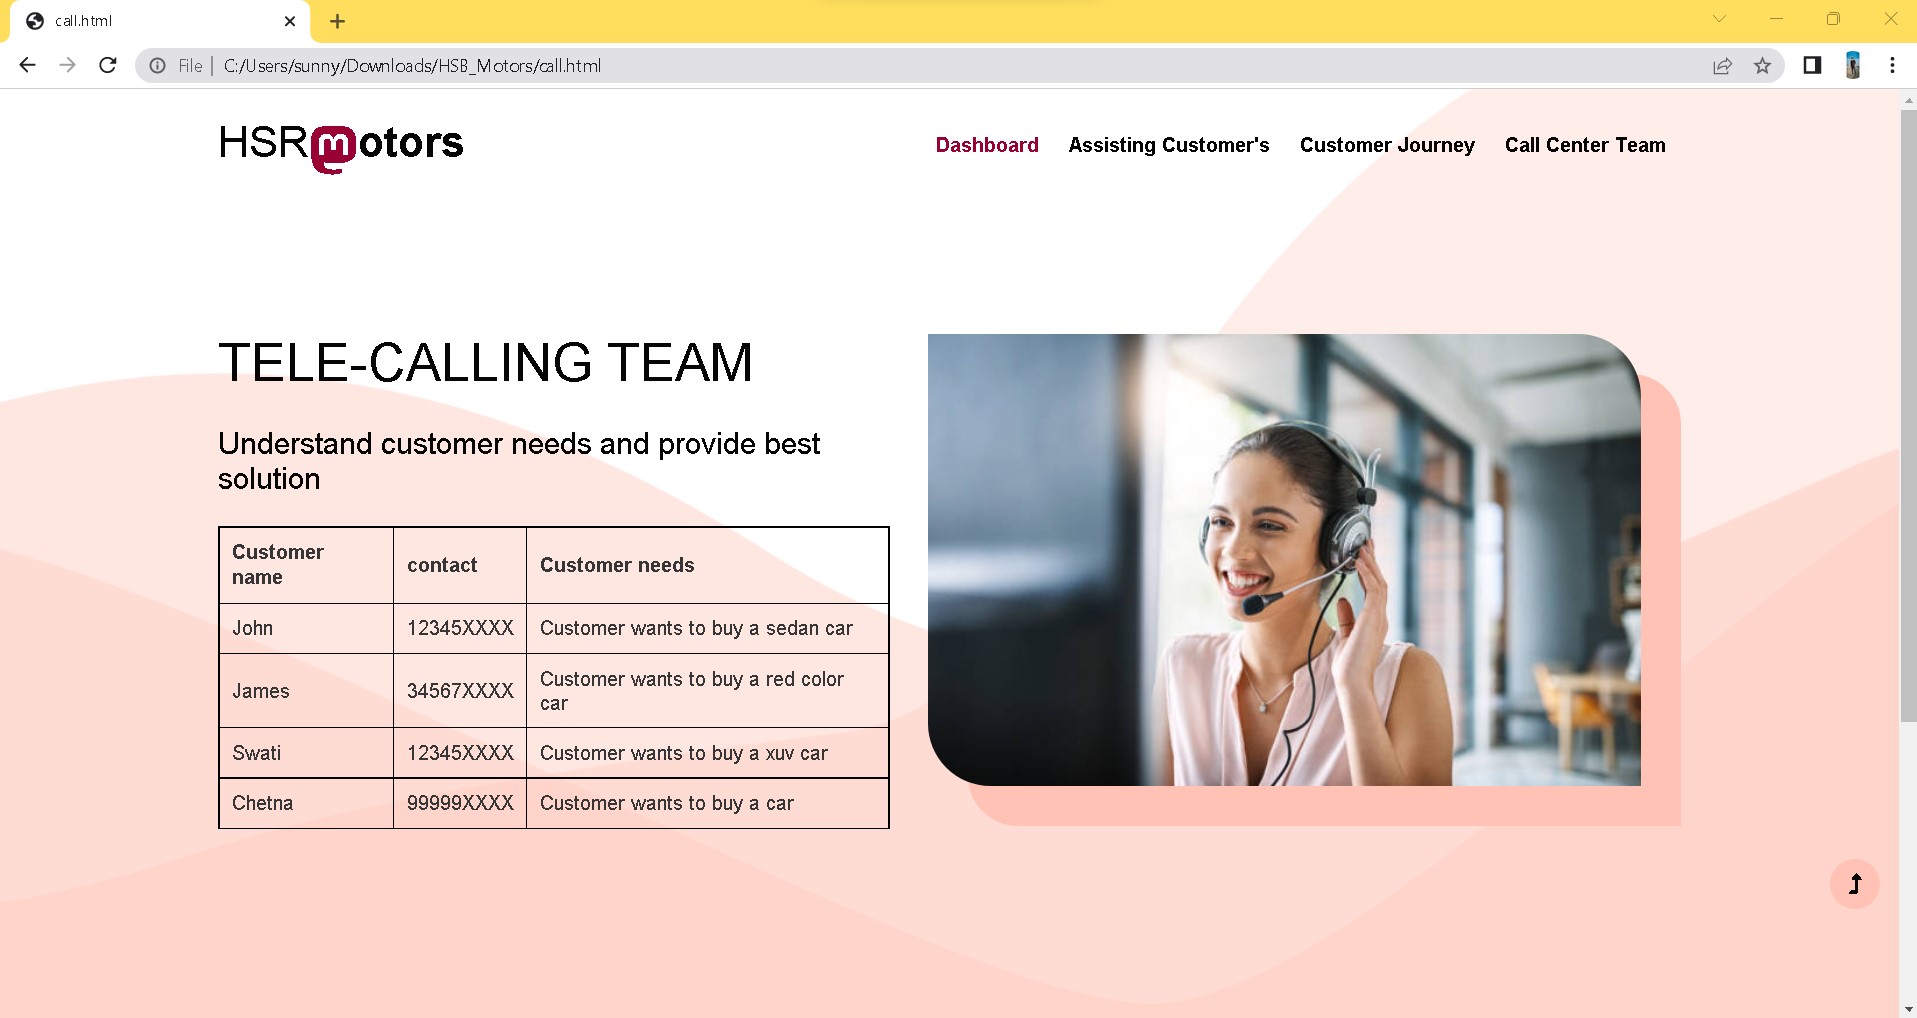 call.html
File | C:/Users/sunny/Downloads/HSB_Motors/call.html
HSRmotors
Dashboard Assisting Customer's Customer Journey Call Center Team
TELE-CALLING TEAM
Understand customer needs and provide best
solution
Customer name contact Customer needs
John 12345XXXX Customer wants to buy a sedan car
James 34567XXXX Customer wants to buy a red color car
Swati 12345XXXX Customer wants to buy a xuv car
Chetna 99999XXXX Customer wants to buy a car